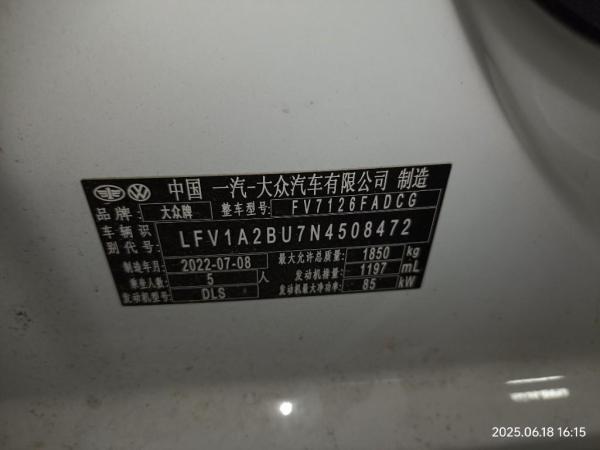 中国 一汽-大众汽车有限公司 制造
品牌: 大众牌 整车型号: FV7126FADCG
车辆识别代号: LFV1A2BU7N4508472
制造年月 2022-07-08 最大允许总质量: 1850 kg
乘坐人数 5 人 发动机排量: 1197 mL
发动机型号 DLS 发动机最大净功率: 85 kW
2025.06.18 16:15